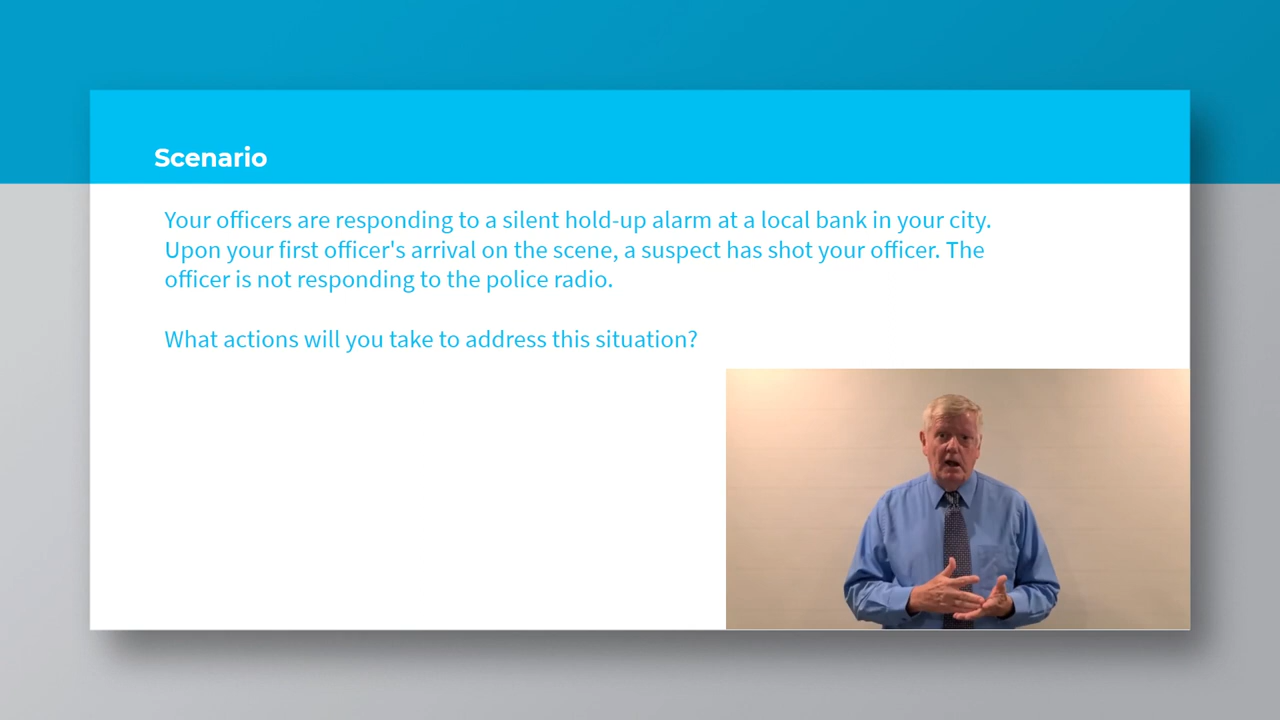 Scenario
Your officers are responding to a silent hold-up alarm at a local bank in your city.
Upon your first officer's arrival on the scene, a suspect has shot your officer. The
officer is not responding to the police radio.
What actions will you take to address this situation?